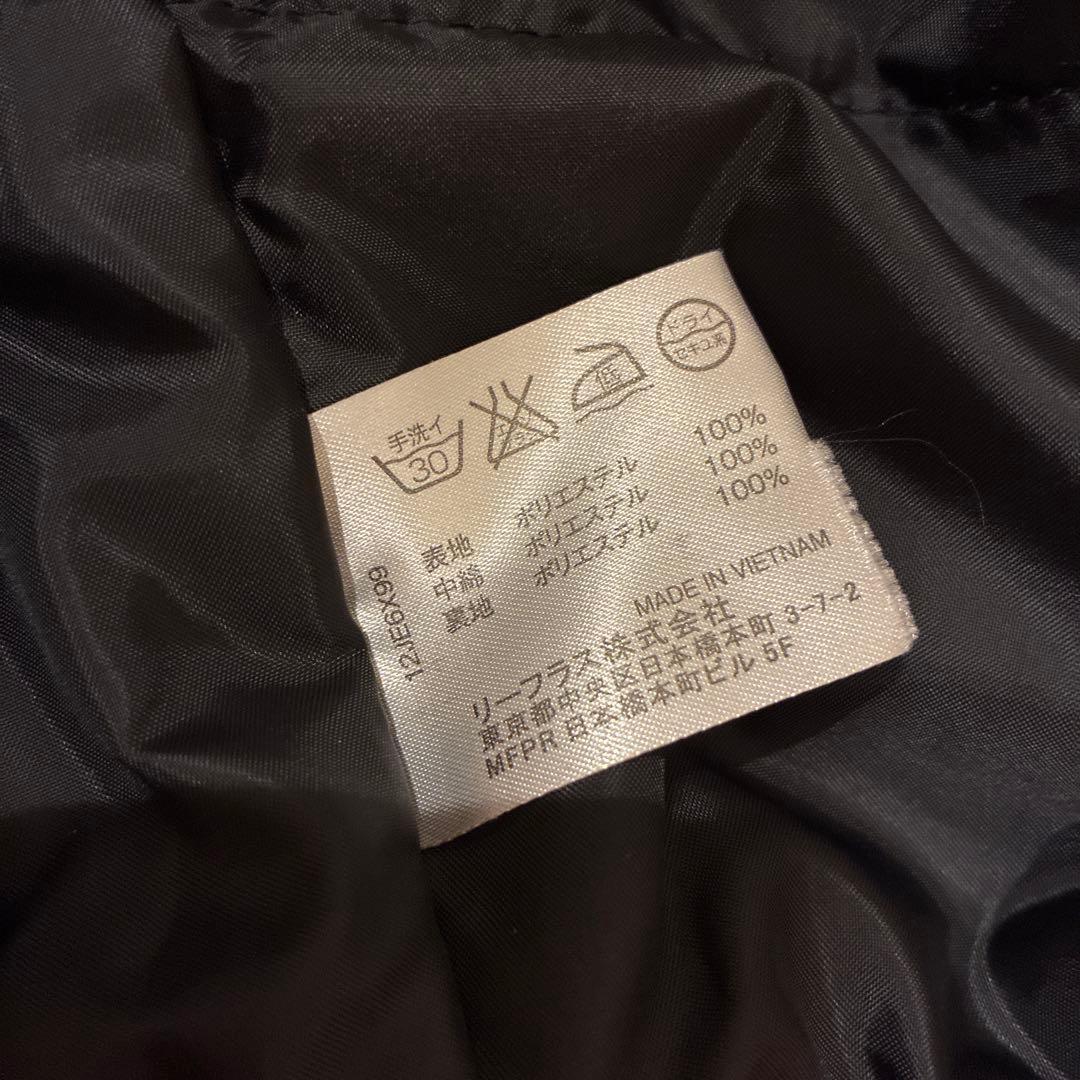 手洗イ
30
低
ドライ
セキユ系
表地 ポリエステル 100%
中綿 ポリエステル 100%
裏地 ポリエステル 100%
MADE IN VIETNAM
リーフラス株式会社
東京都中央区日本橋本町 3-7-2
MFPR 日本橋本町ビル 5F